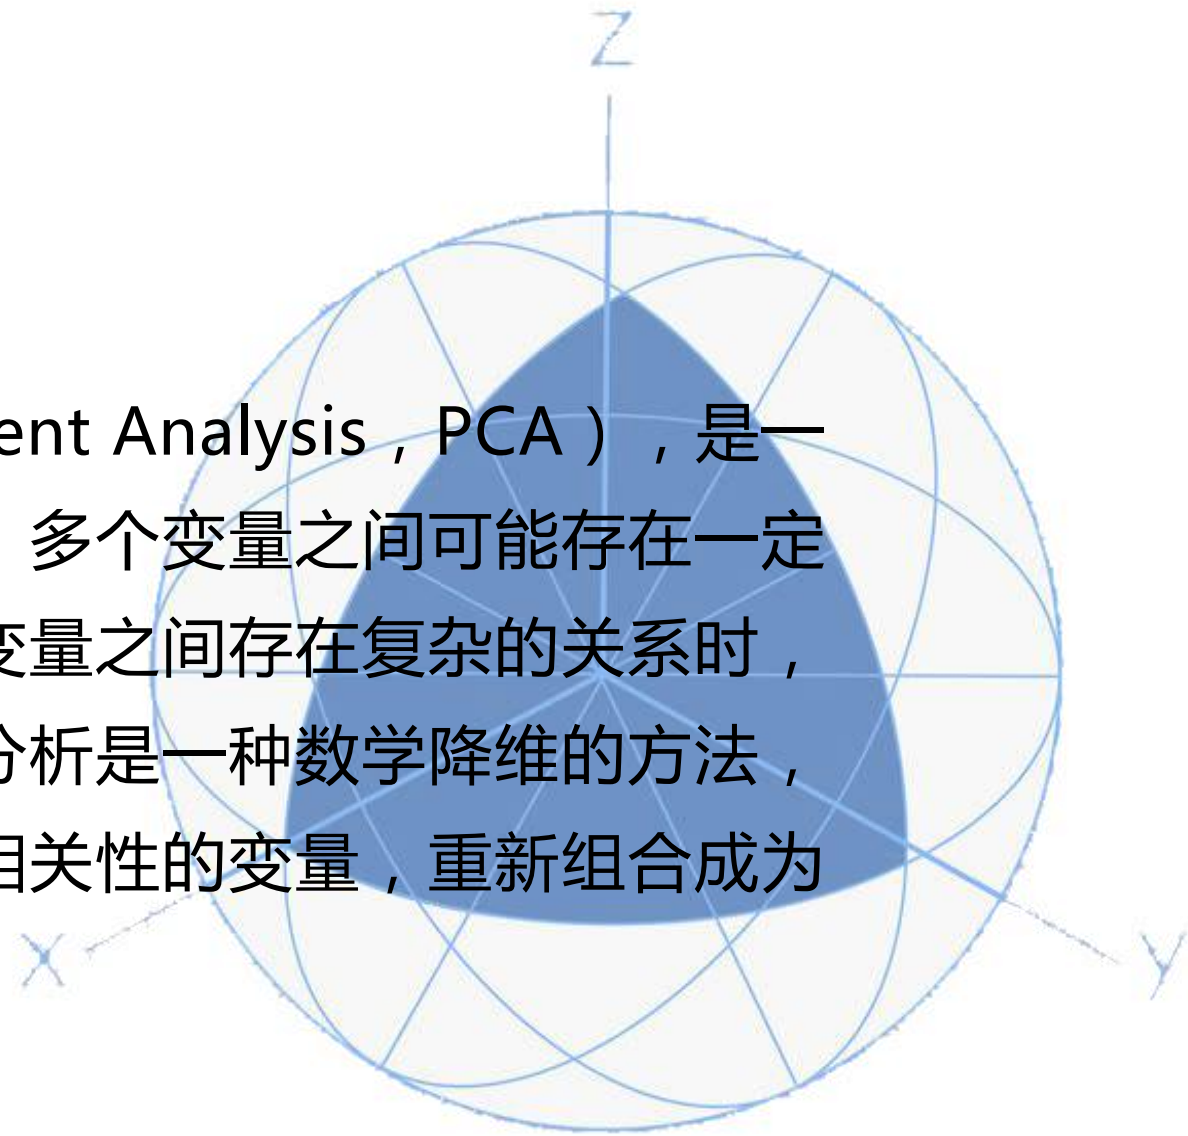 Z
ent Analysis，PCA），是一
多个变量之间可能存在一定
变量之间存在复杂的关系时，
分析是一种数学降维的方法，
相关性的变量，重新组合成为
X
Y